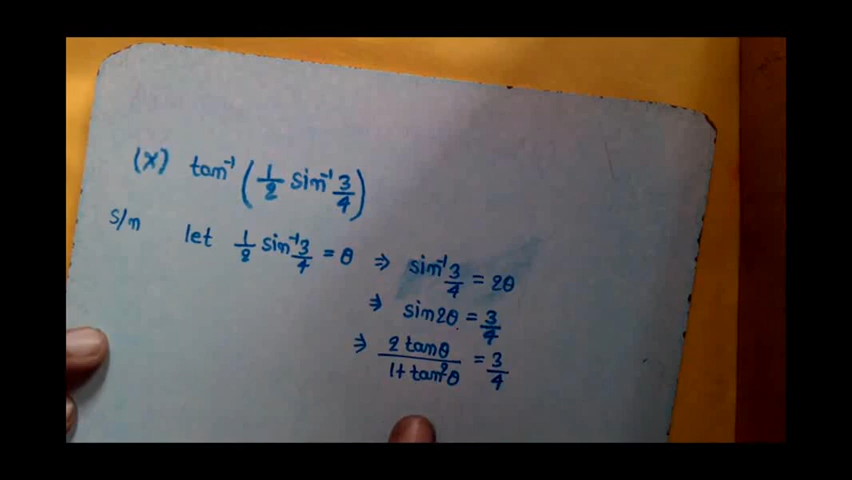 (x) tan⁻¹ (1/2 sin⁻¹ 3/4)
S/n let 1/2 sin⁻¹ 3/4 = θ ⇒ sin⁻¹ 3/4 = 2θ
⇒ sin2θ = 3/4
⇒ 2 tanθ / 1 + tan²θ = 3/4